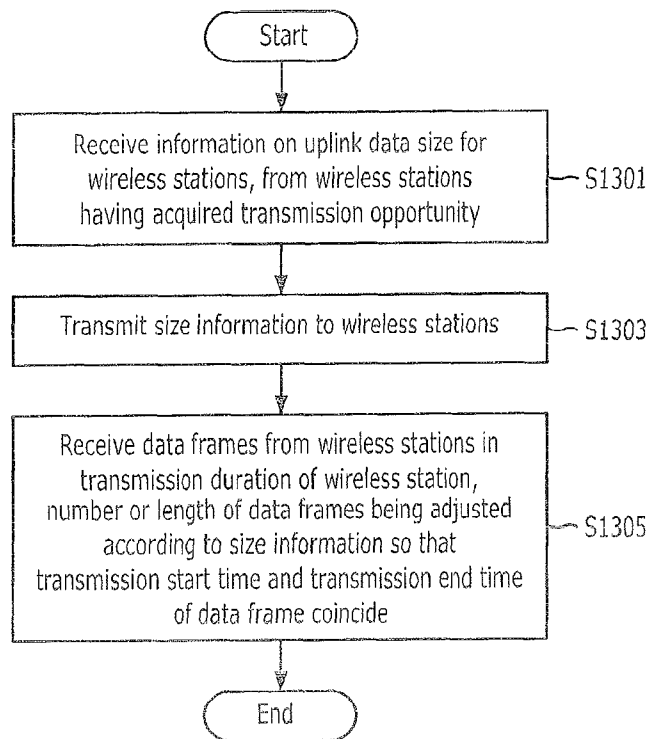 Start
Receive information on uplink data size for
wireless stations, from wireless stations
having acquired transmission opportunity
S1301
Transmit size information to wireless stations
S1303
Receive data frames from wireless stations in
transmission duration of wireless station,
number or length of data frames being adjusted
according to size information so that
transmission start time and transmission end time
of data frame coincide
S1305
End